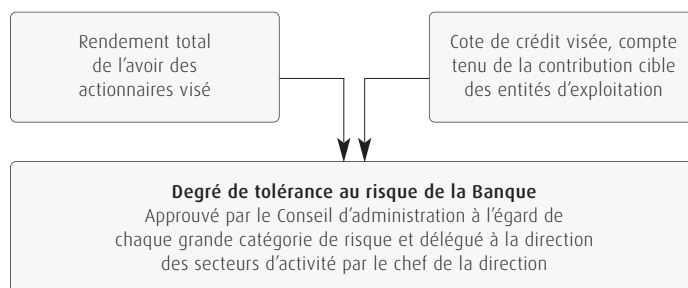 Rendement total
de l'avoir des
actionnaires visé
Cote de crédit visée, compte
tenu de la contribution cible
des entités d'exploitation
Degré de tolérance au risque de la Banque
Approuvé par le Conseil d'administration à l'égard de
chaque grande catégorie de risque et délégué à la direction
des secteurs d'activité par le chef de la direction